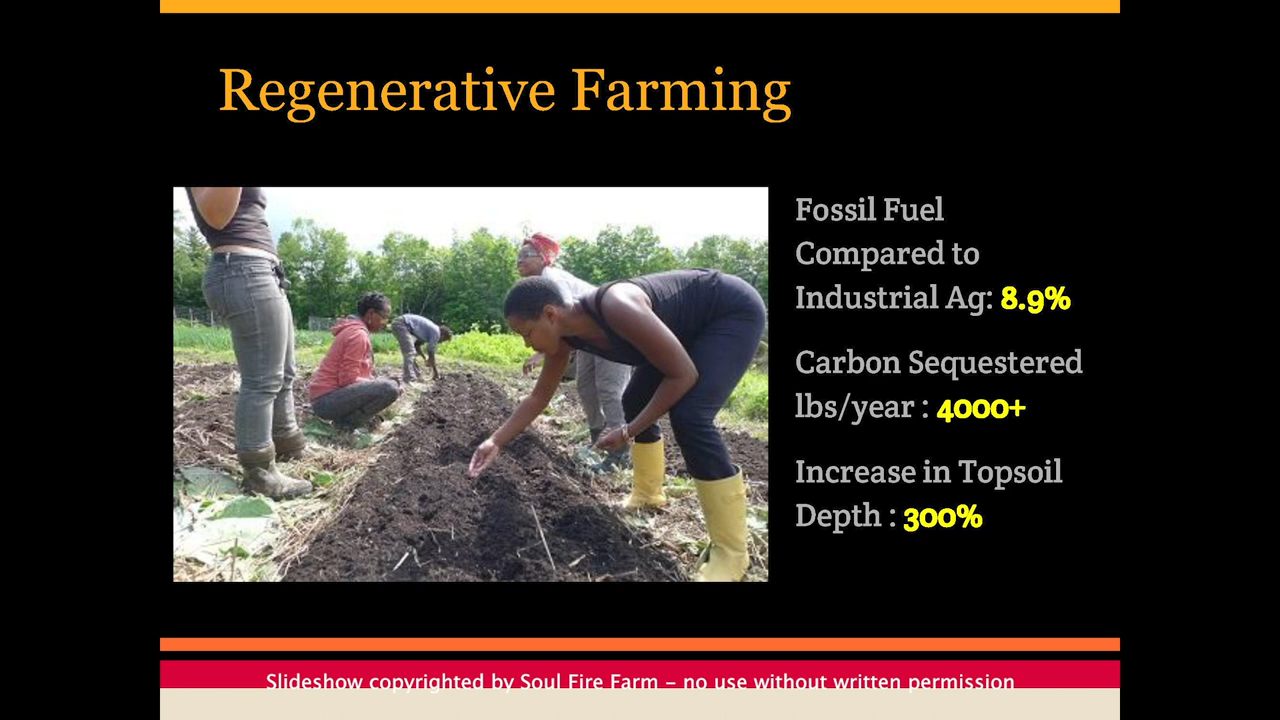 Regenerative Farming
Fossil Fuel
Compared to
Industrial Ag: 8.9%
Carbon Sequestered
lbs/year : 4000+
Increase in Topsoil
Depth : 300%
Slideshow copyrighted by Soul Fire Farm – no use without written permission